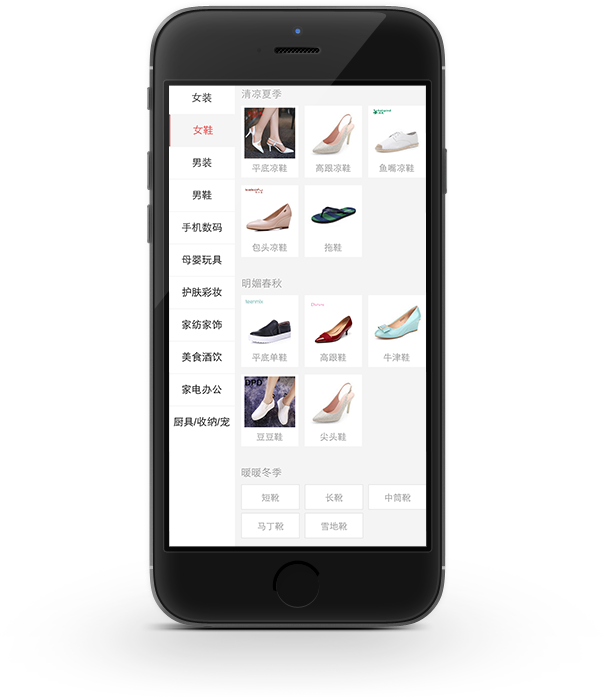 女装
女鞋
男装
男鞋
手机数码
母婴玩具
护肤彩妆
家纺家饰
美食酒饮
家电办公
厨具/收纳/宠
清凉夏季
平底凉鞋
高跟凉鞋
鱼嘴凉鞋
包头凉鞋
拖鞋
明媚春秋
平底单鞋
高跟鞋
牛津鞋
DPD
豆豆鞋
尖头鞋
暖暖冬季
短靴
长靴
中筒靴
马丁靴
雪地靴